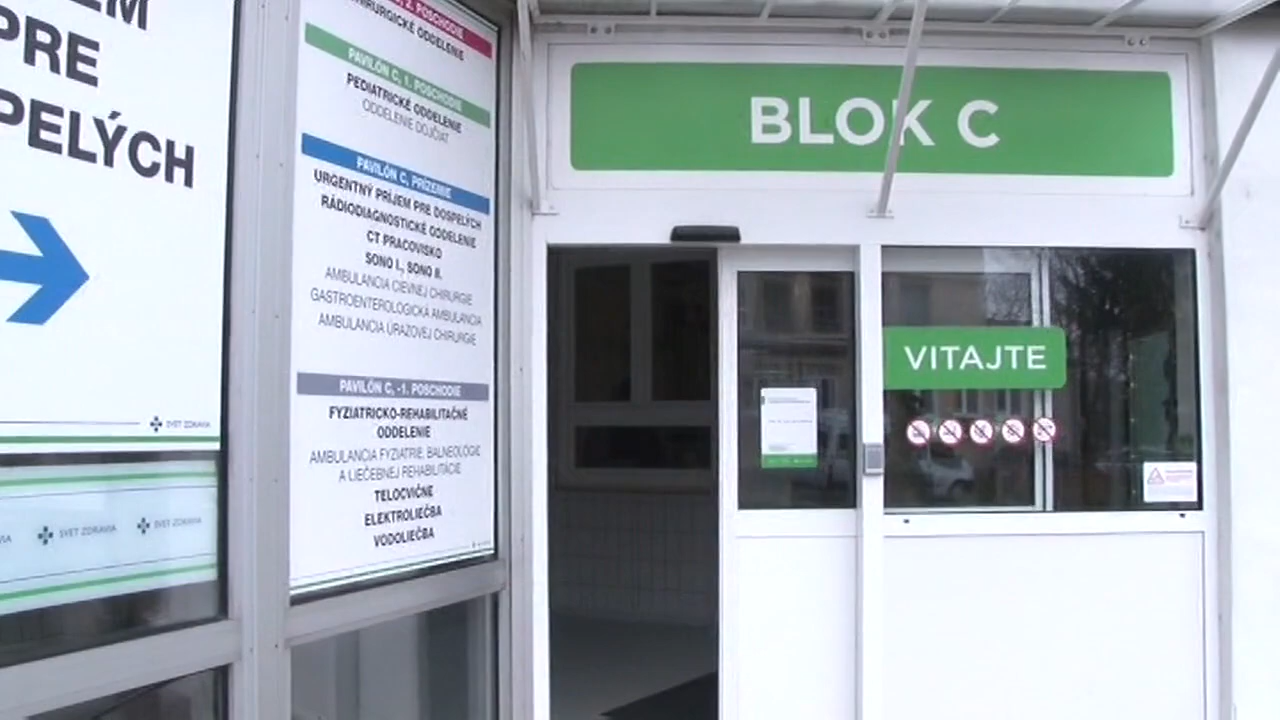 PRE
PELÝCH
SVET ZDRAVIA
SVET ZDRAVIA
SVET ZDRAVIA
2. POSCHODIE
CHIRURGICKÉ ODDELENIE
PAVILÓN C, 1. POSCHODIE
PEDIATRICKÉ ODDELENIE
ODDELENIE DOJČIAT
PAVILÓN C, PRÍZEMIE
URGENTNÝ PRÍJEM PRE DOSPELÝCH
RÁDIODIAGNOSTICKÉ ODDELENIE
CT PRACOVISKO
SONO I., SONO II.
AMBULANCIA CIEVNEJ CHIRURGIE
GASTROENTEROLOGICKÁ AMBULANCIA
AMBULANCIA ÚRAZOVEJ CHIRURGIE
PAVILÓN C, -1. POSCHODIE
FYZIATRICKO-REHABILITAČNÉ
ODDELENIE
AMBULANCIA FYZIATRIE, BALNEOLÓGIE
A LIEČEBNEJ REHABILITÁCIE
TELOCVIČNE
ELEKTROLIEČBA
VODOLIEČBA
BLOK C
VITAJTE